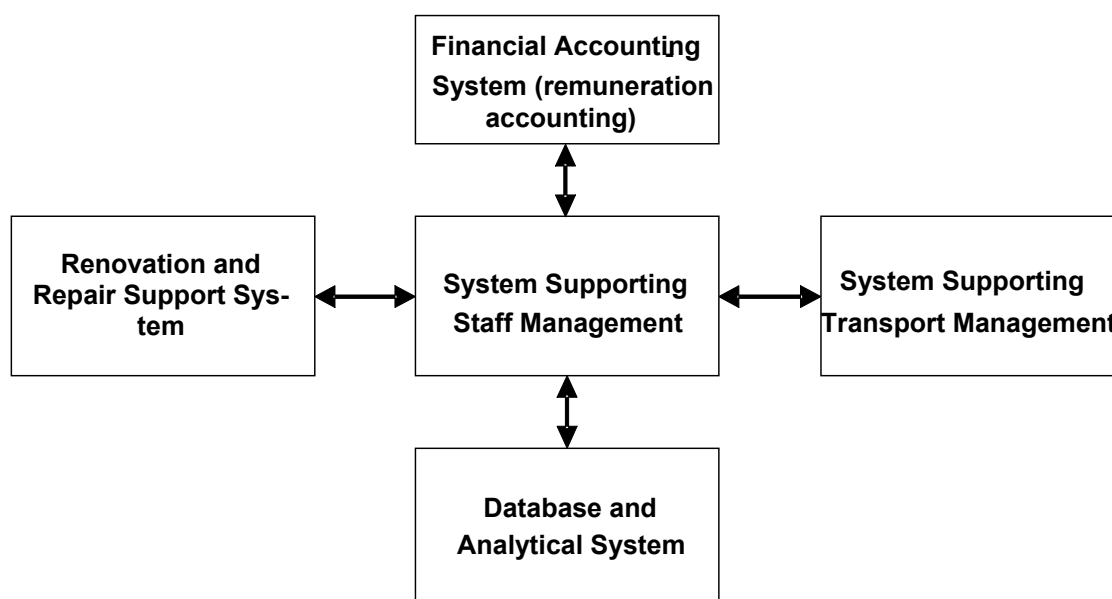 Financial Accounting
System (remuneration
accounting)
Renovation and
Repair Support Sys-
tem
System Supporting
Staff Management
System Supporting
Transport Management
Database and
Analytical System